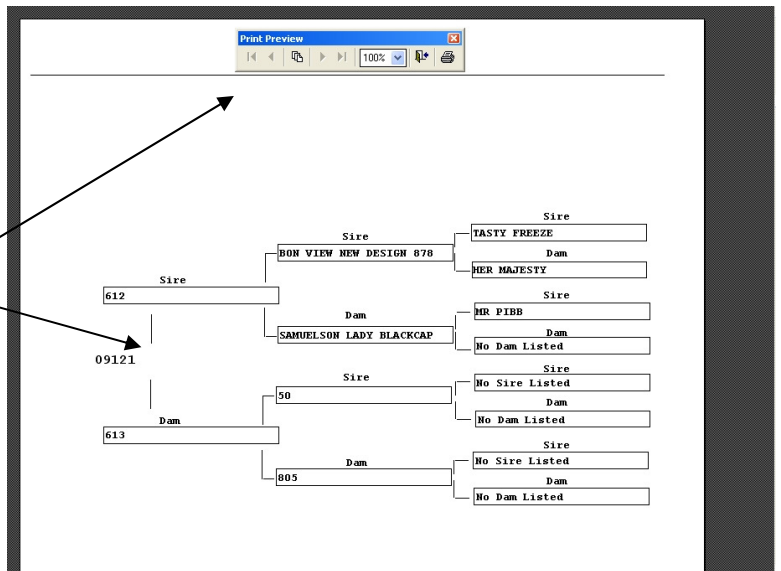 Print Preview
100%
Sire
TASTY FREEZE
Sire
BON VIEW NEW DESIGN 878
Dam
HER MAJESTY
Sire
612
Sire
MR PIBB
Dam
SAMUELSON LADY BLACKCAP
Dam
No Dam Listed
09121
Sire
No Sire Listed
Sire
50
Dam
No Dam Listed
Dam
613
Sire
No Sire Listed
Dam
805
Dam
No Dam Listed